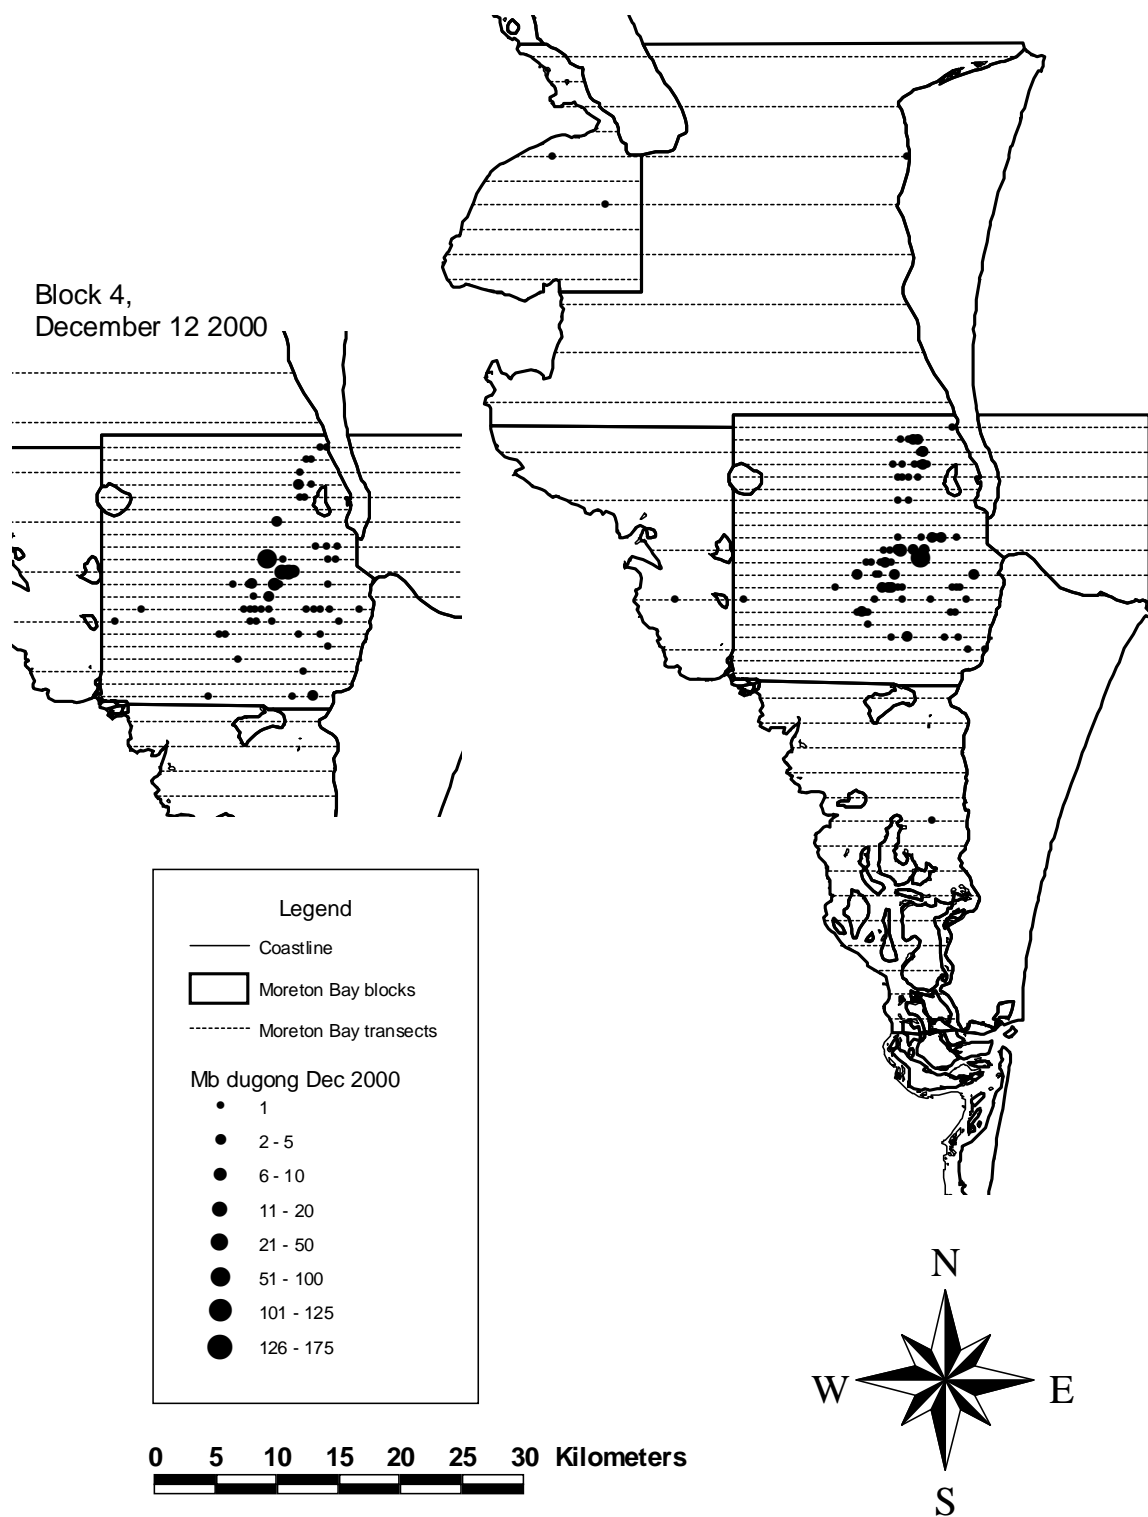 Block 4,
December 12 2000
Legend
Coastline
Moreton Bay blocks
Moreton Bay transects
Mb dugong Dec 2000
1
2 - 5
6 - 10
11 - 20
21 - 50
51 - 100
101 - 125
126 - 175
0 5 10 15 20 25 30 Kilometers
N
W E
S